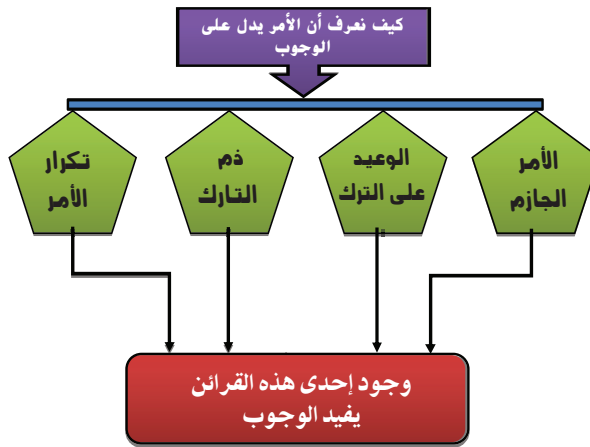 كيف نعرف أن الأمر يدل على
الوجوب
الأمر
الجازم
الوعيد
على الترك
ذم
التارك
تكرار
الأمر
وجود إحدى هذه القرائن
يفيد الوجوب